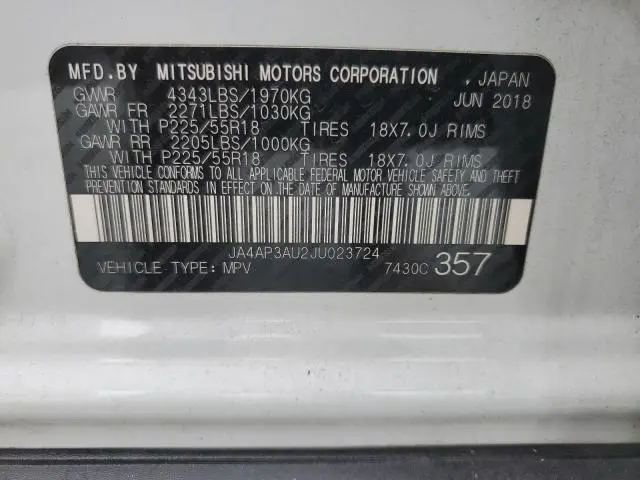 MFD.BY MITSUBISHI MOTORS CORPORATION , JAPAN
GVWR 4343LBS/1970KG JUN 2018
GAWR FR 2271LBS/1030KG
WITH P225/55R18 TIRES 18X7.0J RIMS
GAWR RR 2205LBS/1000KG
WITH P225/55R18 TIRES 18X7.0J RIMS
THIS VEHICLE CONFORMS TO ALL APPLICABLE FEDERAL MOTOR VEHICLE SAFETY AND THEFT
PREVENTION STANDARDS IN EFFECT ON THE DATE OF MANUFACTURE SHOWN ABOVE.
JA4AP3AU2JU023724
VEHICLE TYPE: MPV 7430C 357